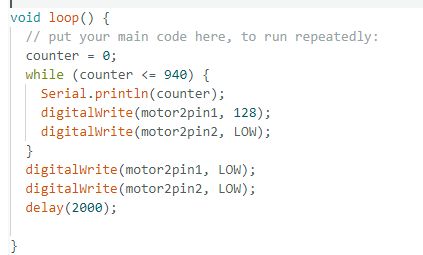 void loop() {
// put your main code here, to run repeatedly:
counter = 0;
while (counter <= 940) {
Serial.println(counter);
digitalWrite(motor2pin1, 128);
digitalWrite(motor2pin2, LOW);
}
digitalWrite(motor2pin1, LOW);
digitalWrite(motor2pin2, LOW);
delay(2000);
}